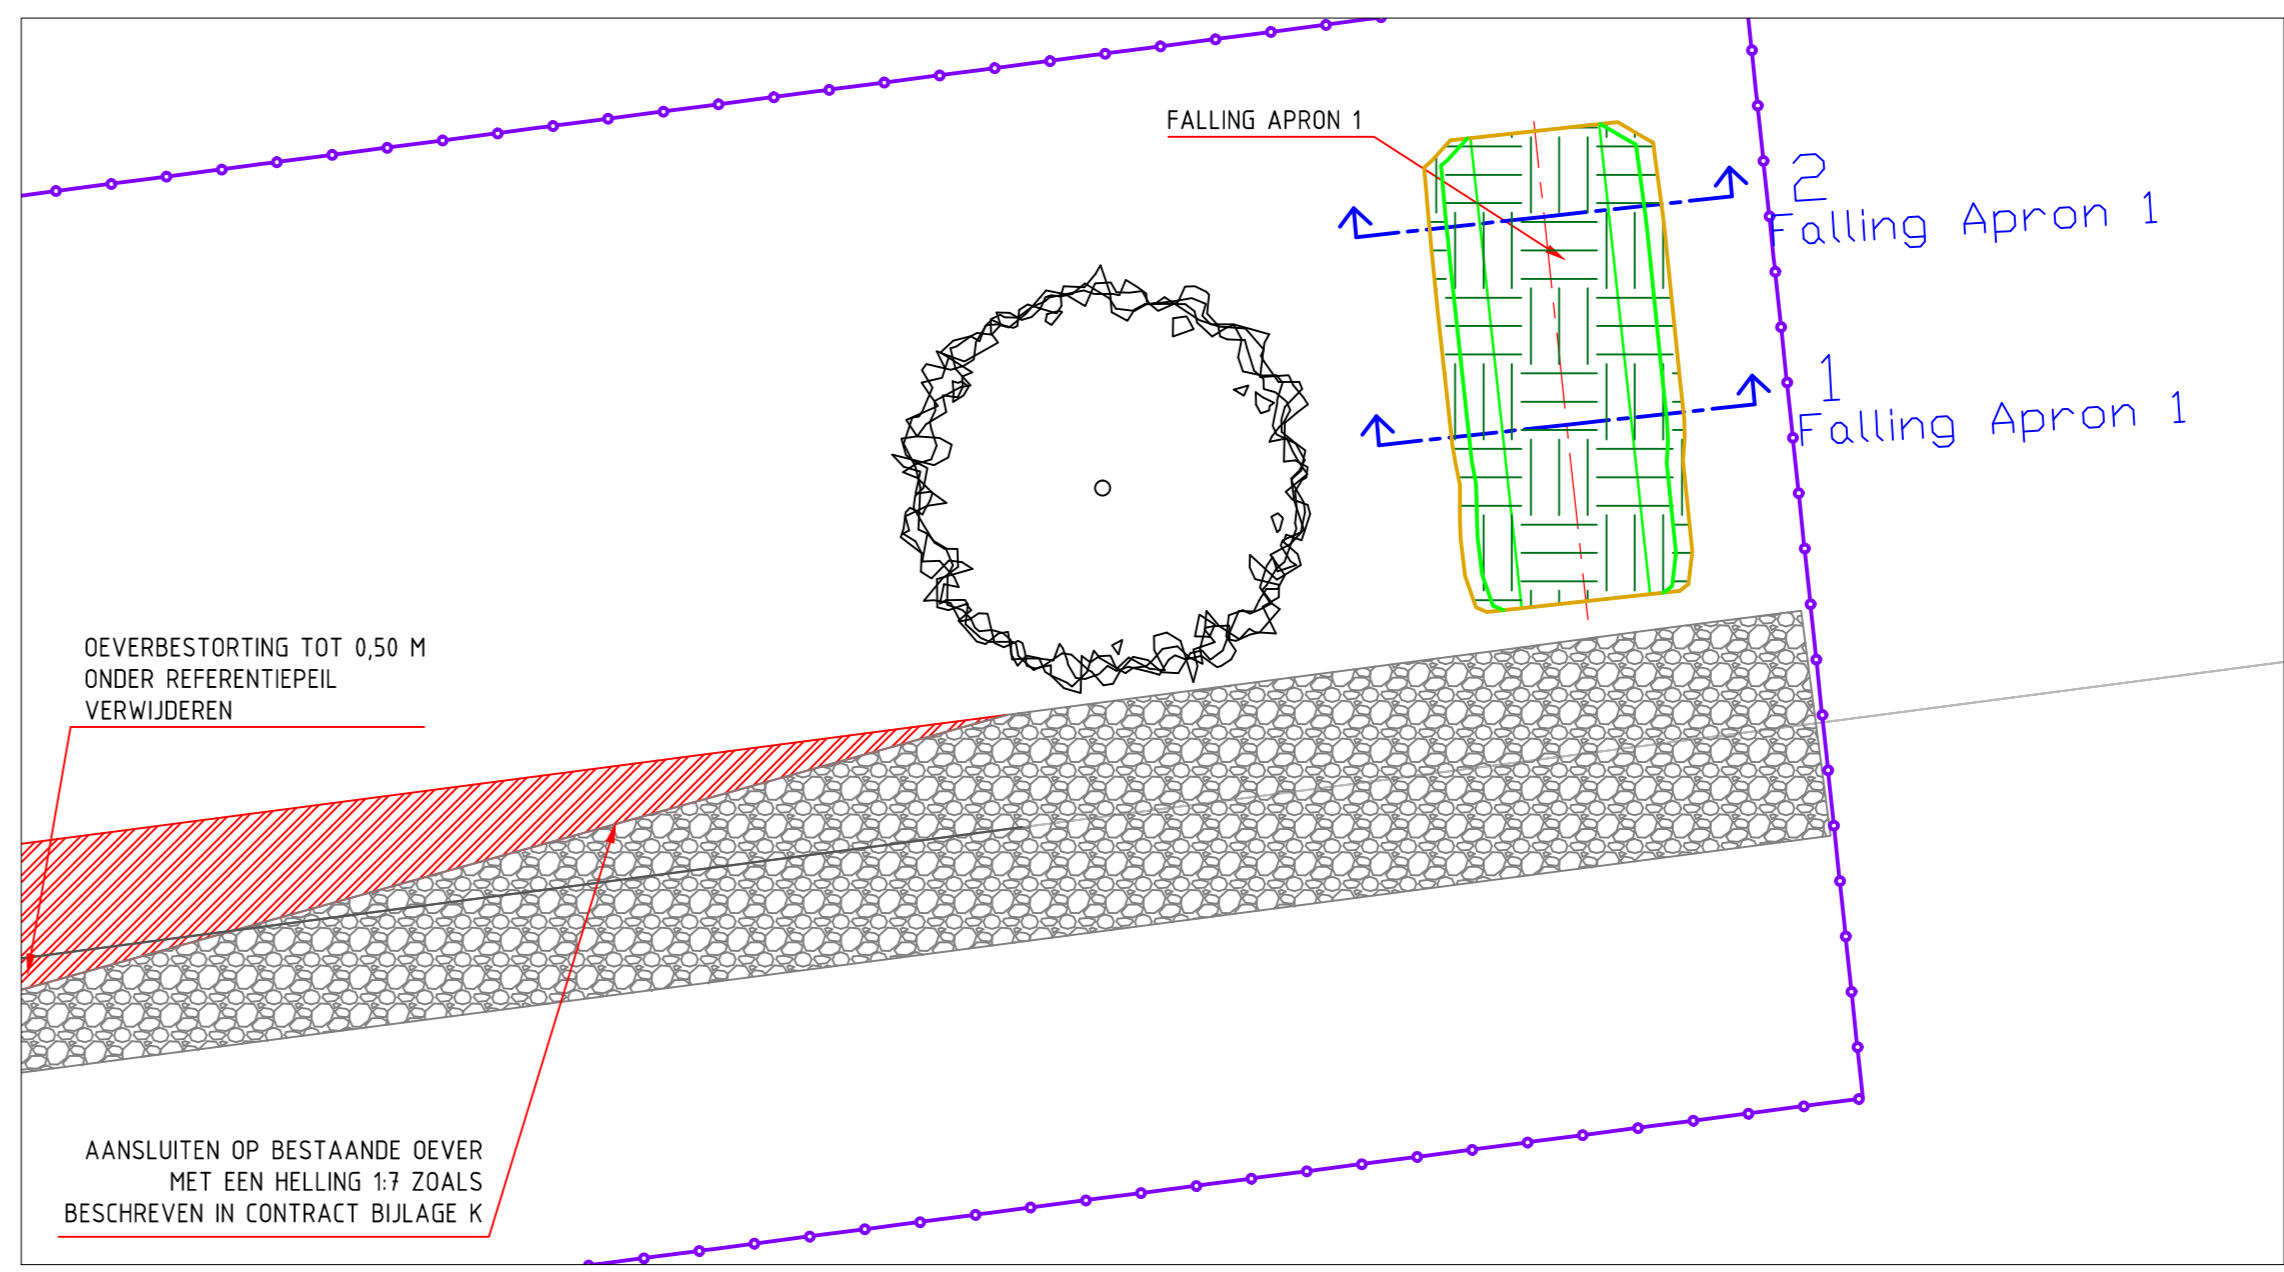 FALLING APRON 1
2
Falling Apron 1
1
Falling Apron 1
OEVERBESTORTING TOT 0,50 M
ONDER REFERENTIEPEIL
VERWIJDEREN
AANSLUITEN OP BESTAANDE OEVER
MET EEN HELLING 1:7 ZOALS
BESCHREVEN IN CONTRACT BIJLAGE K